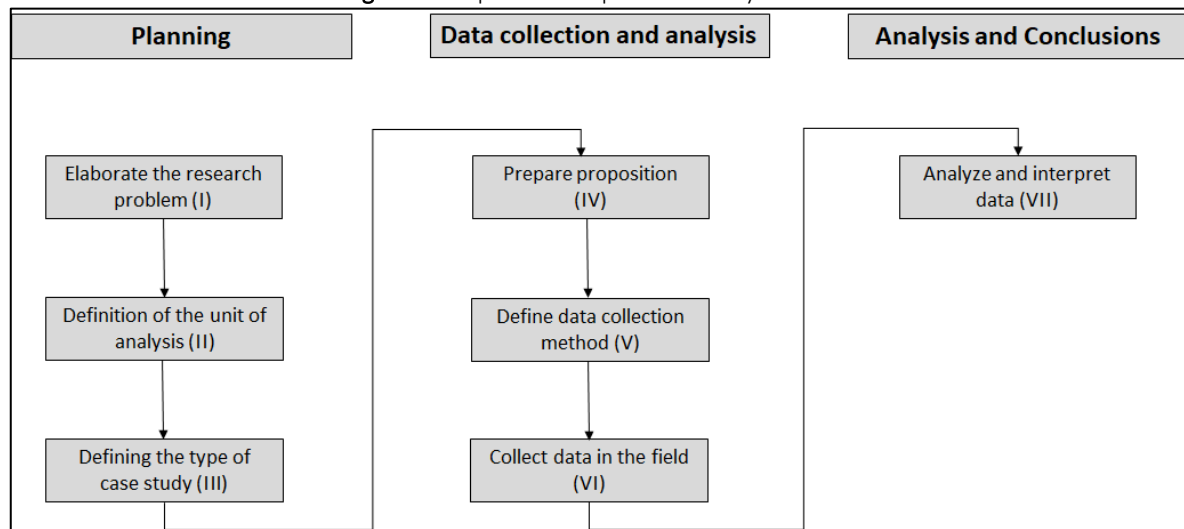 Planning
Data collection and analysis
Analysis and Conclusions
Elaborate the research
problem (I)
Definition of the unit of
analysis (II)
Defining the type of
case study (III)
Prepare proposition
(IV)
Define data collection
method (V)
Collect data in the field
(VI)
Analyze and interpret
data (VII)